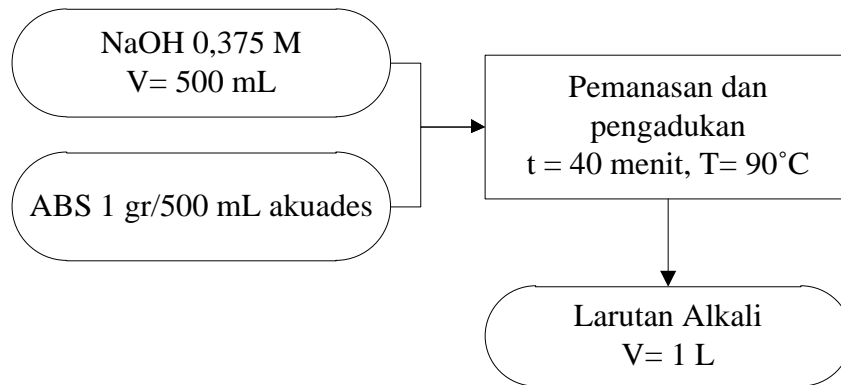 NaOH 0,375 M
V= 500 mL
ABS 1 gr/500 mL akuades
Pemanasan dan
pengadukan
t = 40 menit, T= 90˚C
Larutan Alkali
V= 1 L